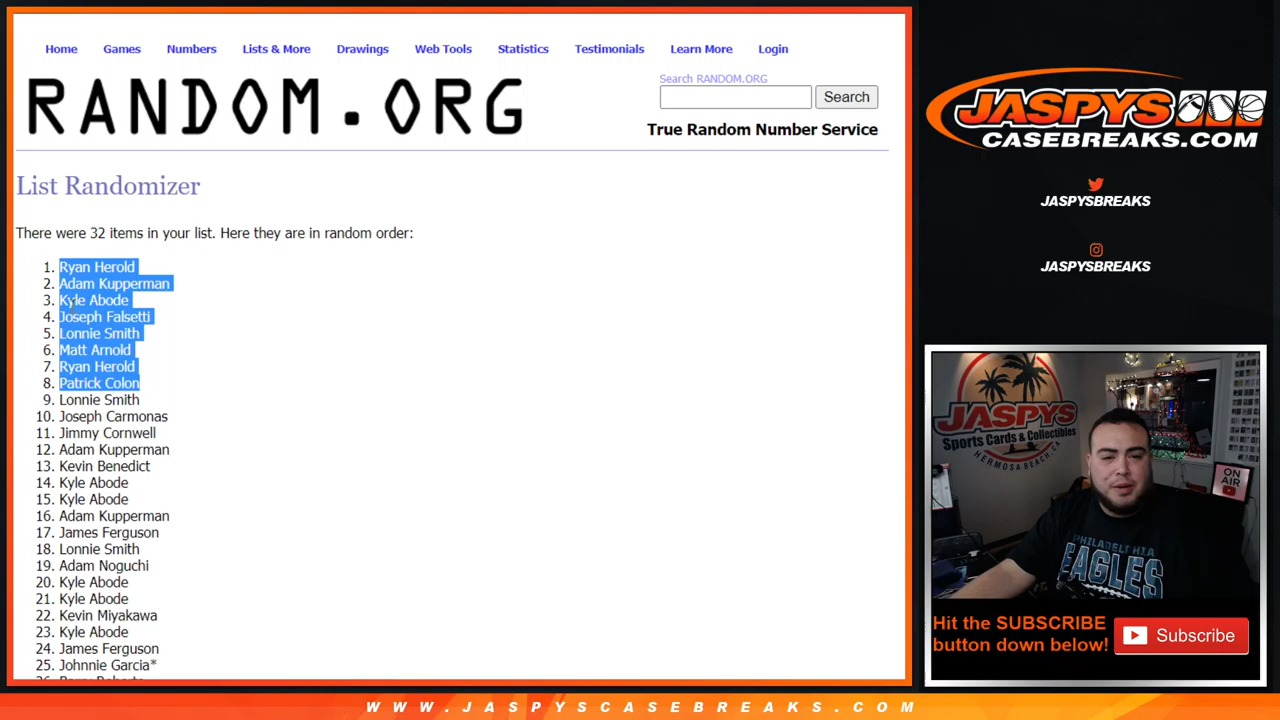 Home Games Numbers Lists & More Drawings Web Tools Statistics Testimonials Learn More Login
RANDOM.ORG
Search RANDOM.ORG
Search
True Random Number Service
List Randomizer
There were 32 items in your list. Here they are in random order:
1. Ryan Herold
2. Adam Kupperman
3. Kyle Abode
4. Joseph Falsetti
5. Lonnie Smith
6. Matt Arnold
7. Ryan Herold
8. Patrick Colon
9. Lonnie Smith
10. Joseph Carmonas
11. Jimmy Cornwell
12. Adam Kupperman
13. Kevin Benedict
14. Kyle Abode
15. Kyle Abode
16. Adam Kupperman
17. James Ferguson
18. Lonnie Smith
19. Adam Noguchi
20. Kyle Abode
21. Kyle Abode
22. Kevin Miyakawa
23. Kyle Abode
24. James Ferguson
25. Johnnie Garcia*
JASPYS
CASEBREAKS.COM
JASPYSBREAKS
JASPYSBREAKS
JASPYS
Sports Cards & Collectibles
HERMOSA BEACH, CA
ON AIR
PHILADELPHIA
EAGLES
Hit the SUBSCRIBE
button down below!
Subscribe
WWW.JASPYSCASEBREAKS.COM